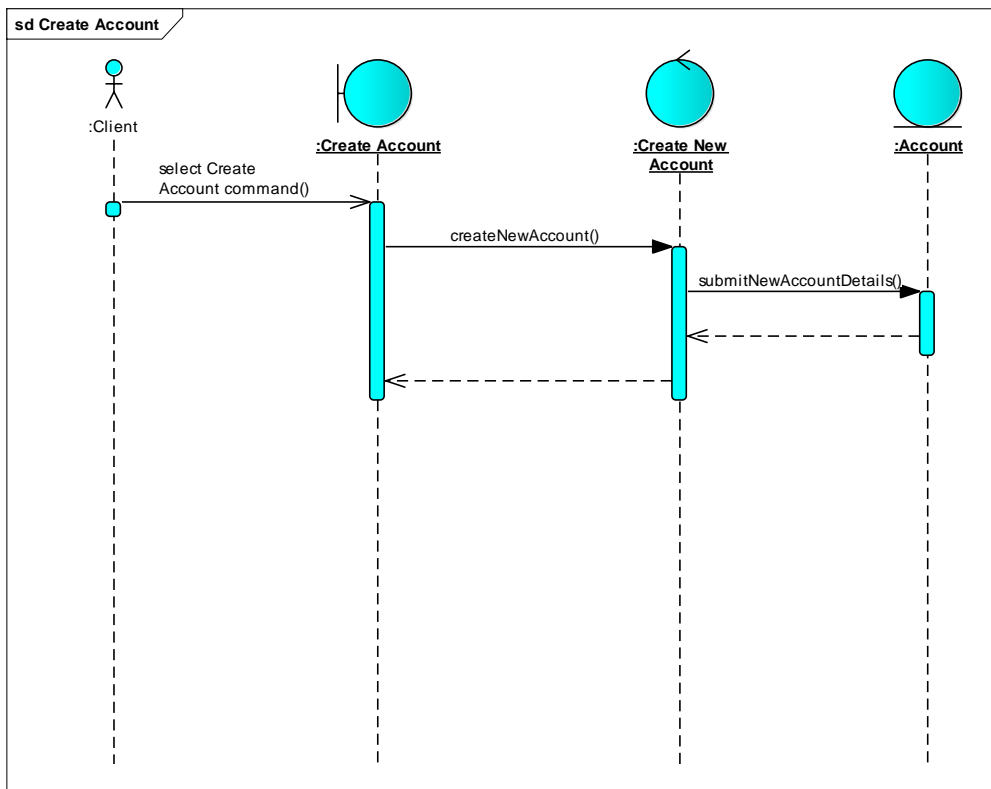 sd Create Account
:Client
:Create Account
:Create New
Account
:Account
select Create
Account command()
createNewAccount()
submitNewAccountDetails()